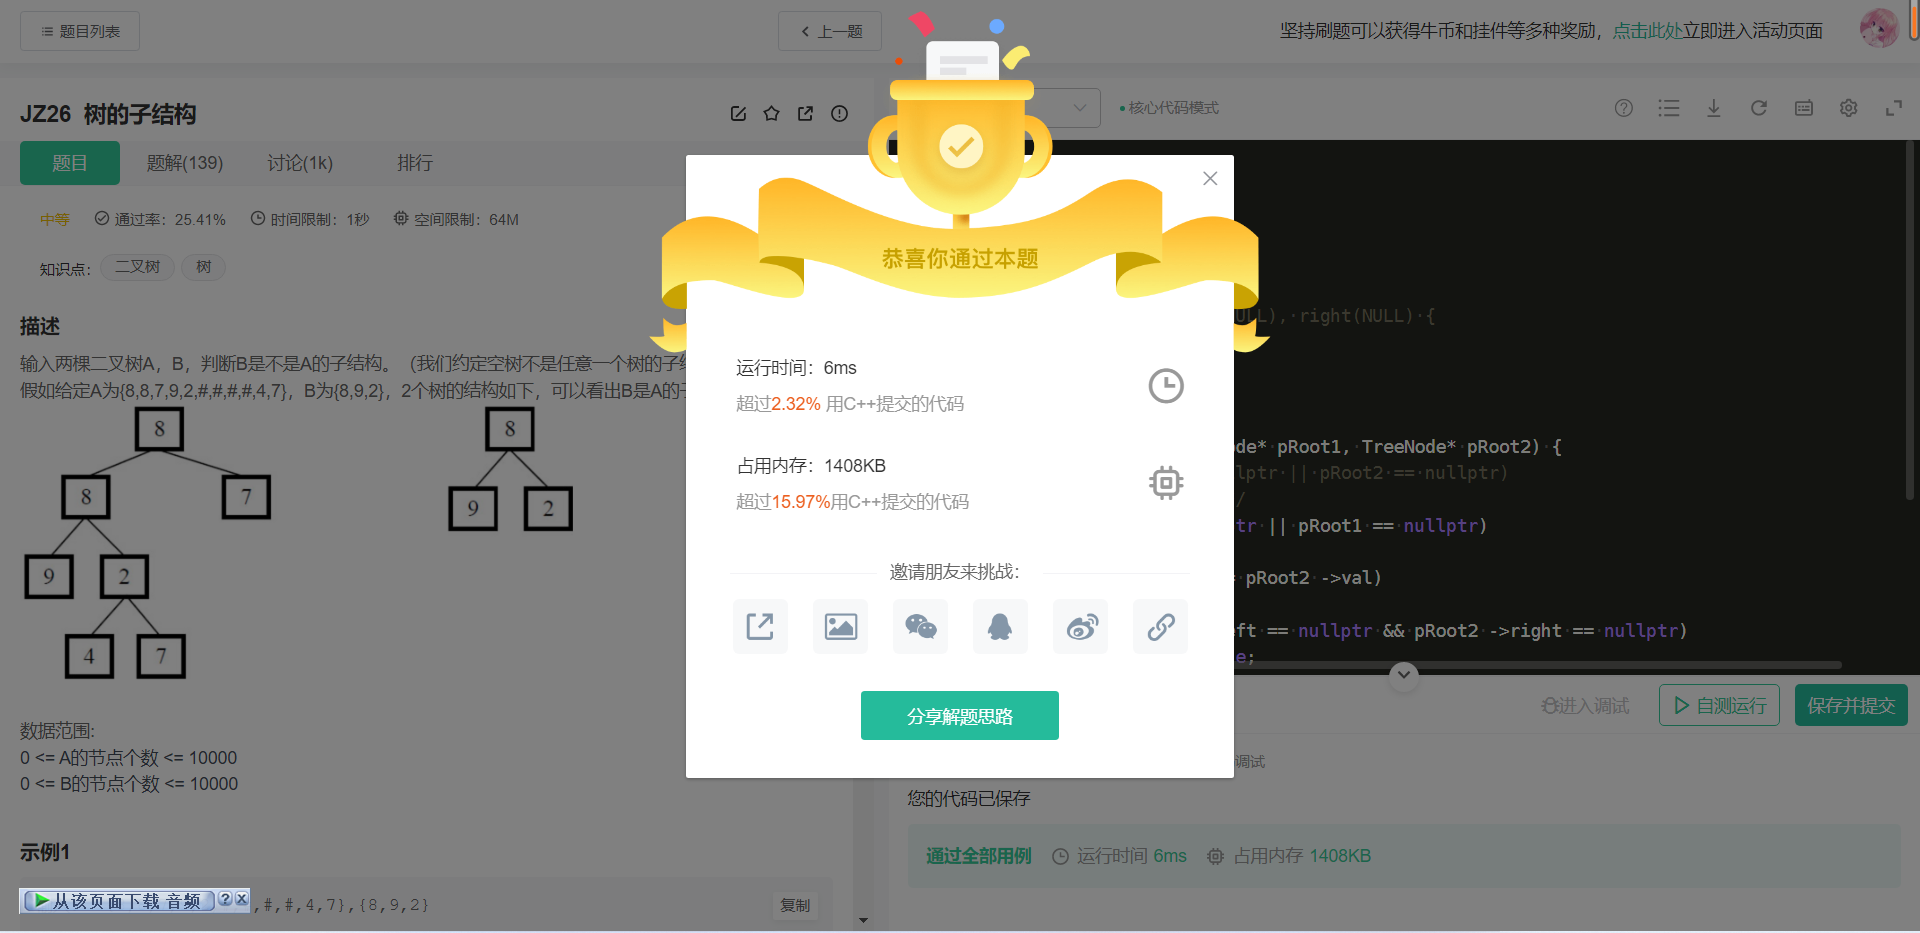 题目列表
上一题
坚持刷题可以获得牛币和挂件等多种奖励，点击此处立即进入活动页面
JZ26 树的子结构
核心代码模式
题目
题解(139)
讨论(1k)
排行
中等
通过率：25.41%
时间限制：1秒
空间限制：64M
知识点：
二叉树
树
描述
输入两棵二叉树A，B，判断B是不是A的子结构。（我们约定空树不是任意一个树的子
假如给定A为{8,8,7,9,2,#,#,#,#,4,7}，B为{8,9,2}，2个树的结构如下，可以看出B是A的
8
8
7
9
2
4
7
8
9
2
数据范围:
0 <= A的节点个数 <= 10000
0 <= B的节点个数 <= 10000
示例1
从该页面下载 音频
,#,#,4,7},{8,9,2}
复制
恭喜你通过本题
运行时间：6ms
超过2.32% 用C++提交的代码
占用内存：1408KB
超过15.97%用C++提交的代码
邀请朋友来挑战：
分享解题思路
ULL), right(NULL) {
de* pRoot1, TreeNode* pRoot2) {
lptr || pRoot2 == nullptr)
/
tr || pRoot1 == nullptr)
pRoot2 ->val)
ft == nullptr && pRoot2 ->right == nullptr)
e;
进入调试
自测运行
保存并提交
调试
您的代码已保存
通过全部用例
运行时间 6ms
占用内存 1408KB